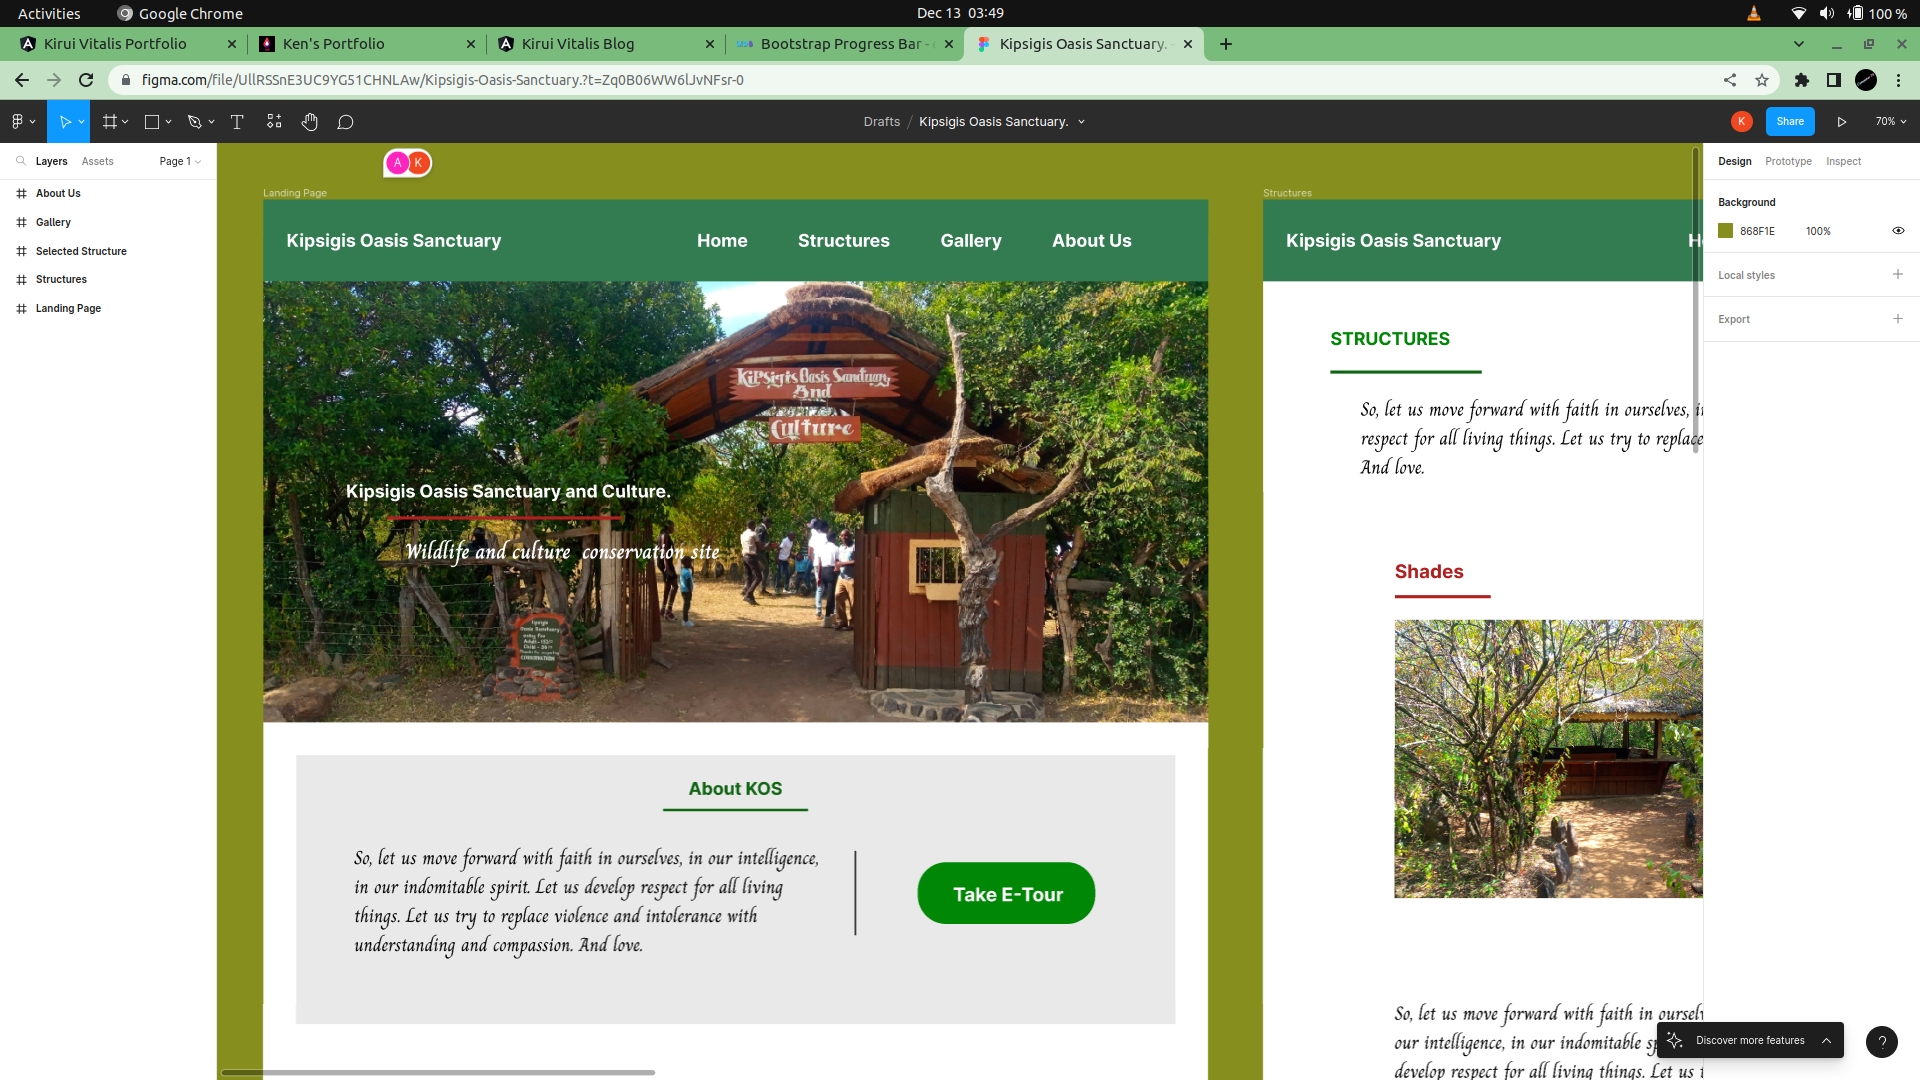 Activities
Google Chrome
Dec 13 03:49
100 %
Kirui Vitalis Portfolio
Ken's Portfolio
Kirui Vitalis Blog
Bootstrap Progress Bar -
Kipsigis Oasis Sanctuary.
figma.com/file/UllRSSnE3UC9YG51CHNLAw/Kipsigis-Oasis-Sanctuary.?t=Zq0B06WW6lJvNFsr-0
Drafts / Kipsigis Oasis Sanctuary.
K
Share
70%
Layers
Assets
Page 1
About Us
Gallery
Selected Structure
Structures
Landing Page
A
K
Landing Page
Kipsigis Oasis Sanctuary
Home
Structures
Gallery
About Us
Kipsigis Oasis Sanctuary
And
Culture
Kipsigis Oasis Sanctuary and Culture.
Wildlife and culture conservation site
Kipsigis
Oasis Sanctuary
entry fee
CONSERVATION
About KOS
So, let us move forward with faith in ourselves, in our intelligence,
in our indomitable spirit. Let us develop respect for all living
things. Let us try to replace violence and intolerance with
understanding and compassion. And love.
Take E-Tour
Structures
Kipsigis Oasis Sanctuary
STRUCTURES
So, let us move forward with faith in ourselves,
respect for all living things. Let us try to replace
And love.
Shades
So, let us move forward with faith in
our intelligence, in our indomitable
develop respect for all living things. Let us
Design
Prototype
Inspect
Background
868F1E
100%
Local styles
Export
Discover more features
?